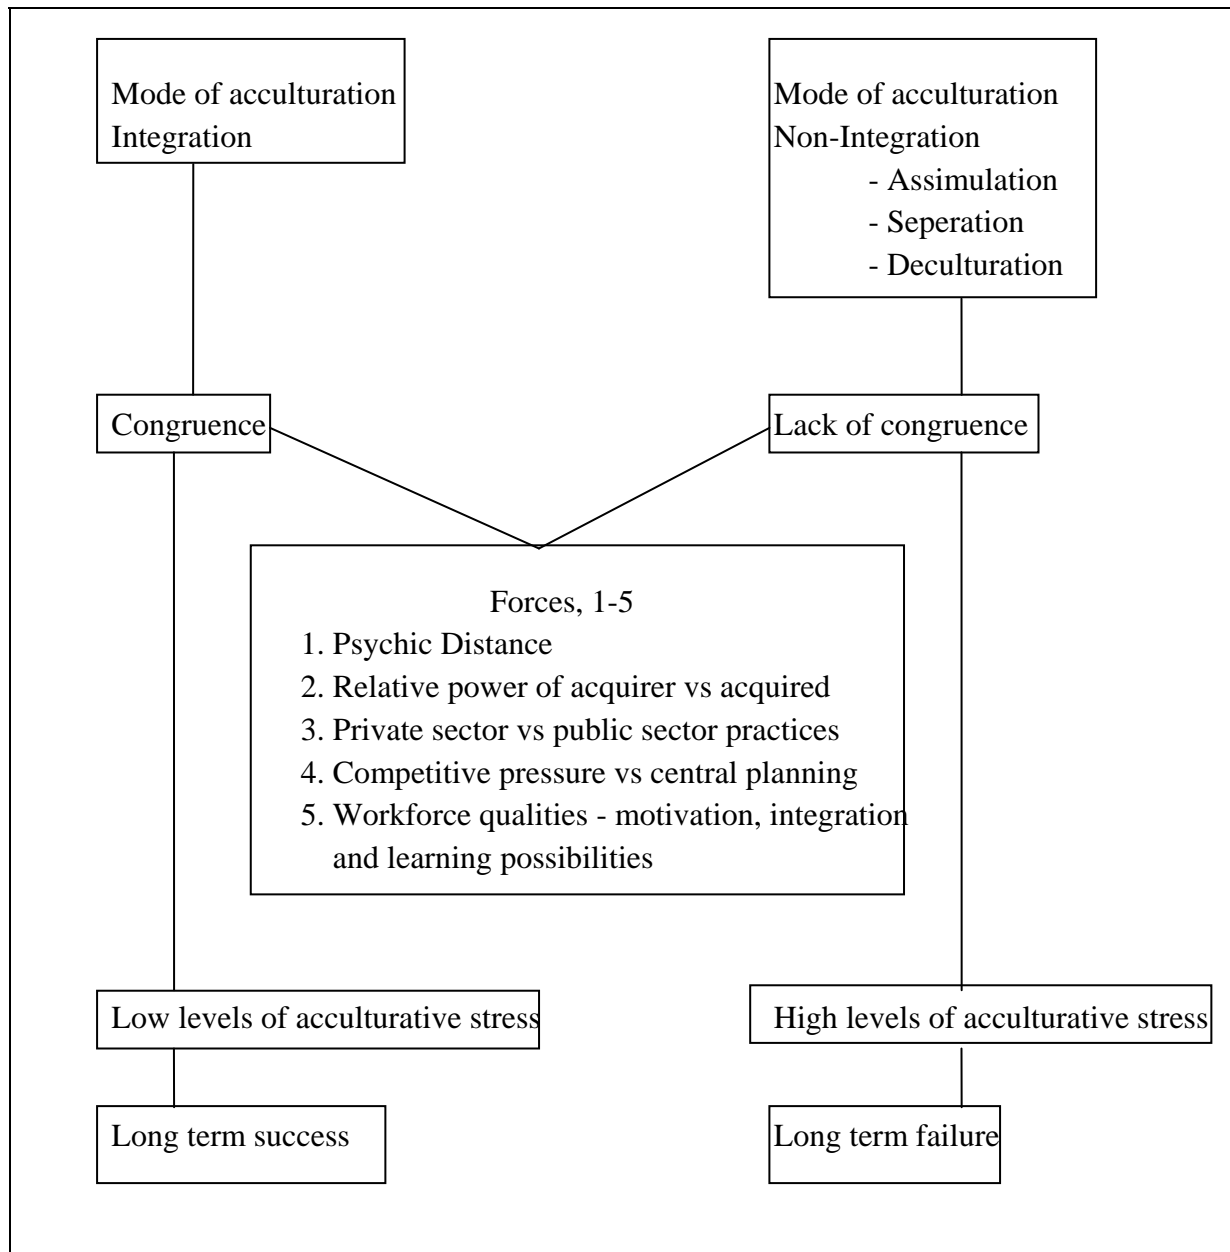 Mode of acculturation
Integration
Mode of acculturation
Non-Integration
- Assimulation
- Seperation
- Deculturation
Congruence
Lack of congruence
Forces, 1-5
1. Psychic Distance
2. Relative power of acquirer vs acquired
3. Private sector vs public sector practices
4. Competitive pressure vs central planning
5. Workforce qualities - motivation, integration
and learning possibilities
Low levels of acculturative stress
High levels of acculturative stress
Long term success
Long term failure